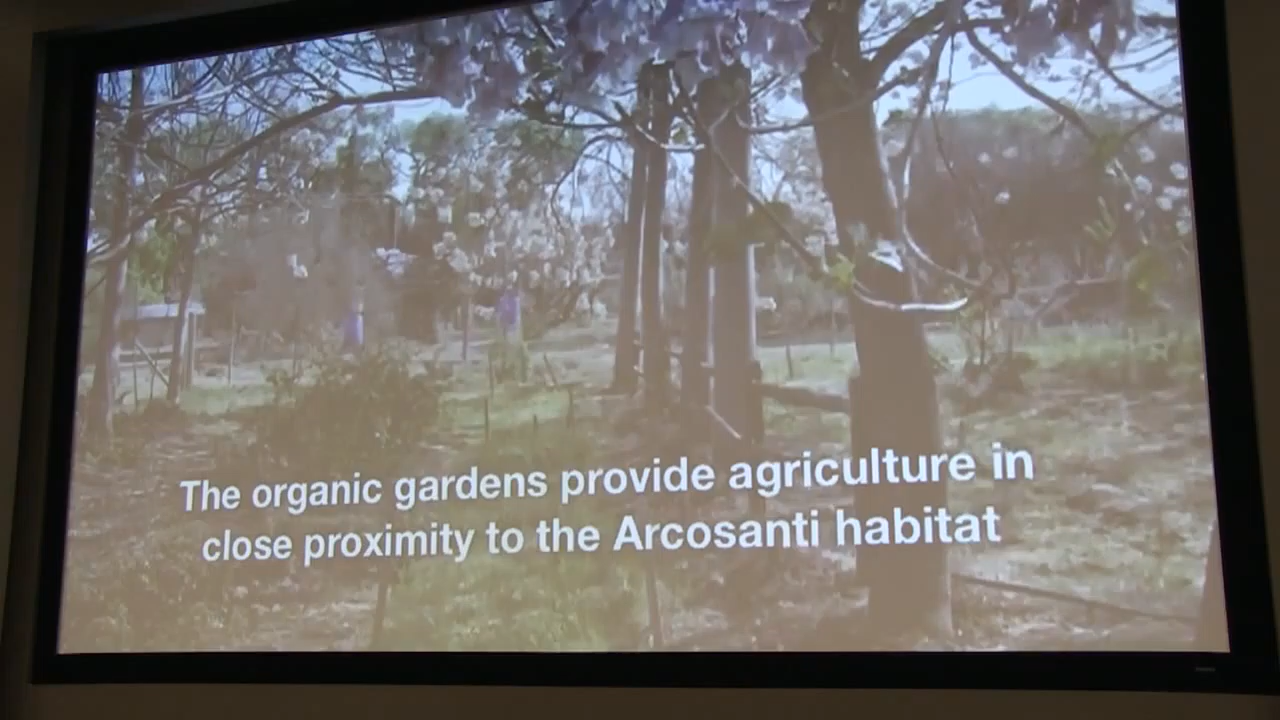 The organic gardens provide agriculture in
close proximity to the Arcosanti habitat